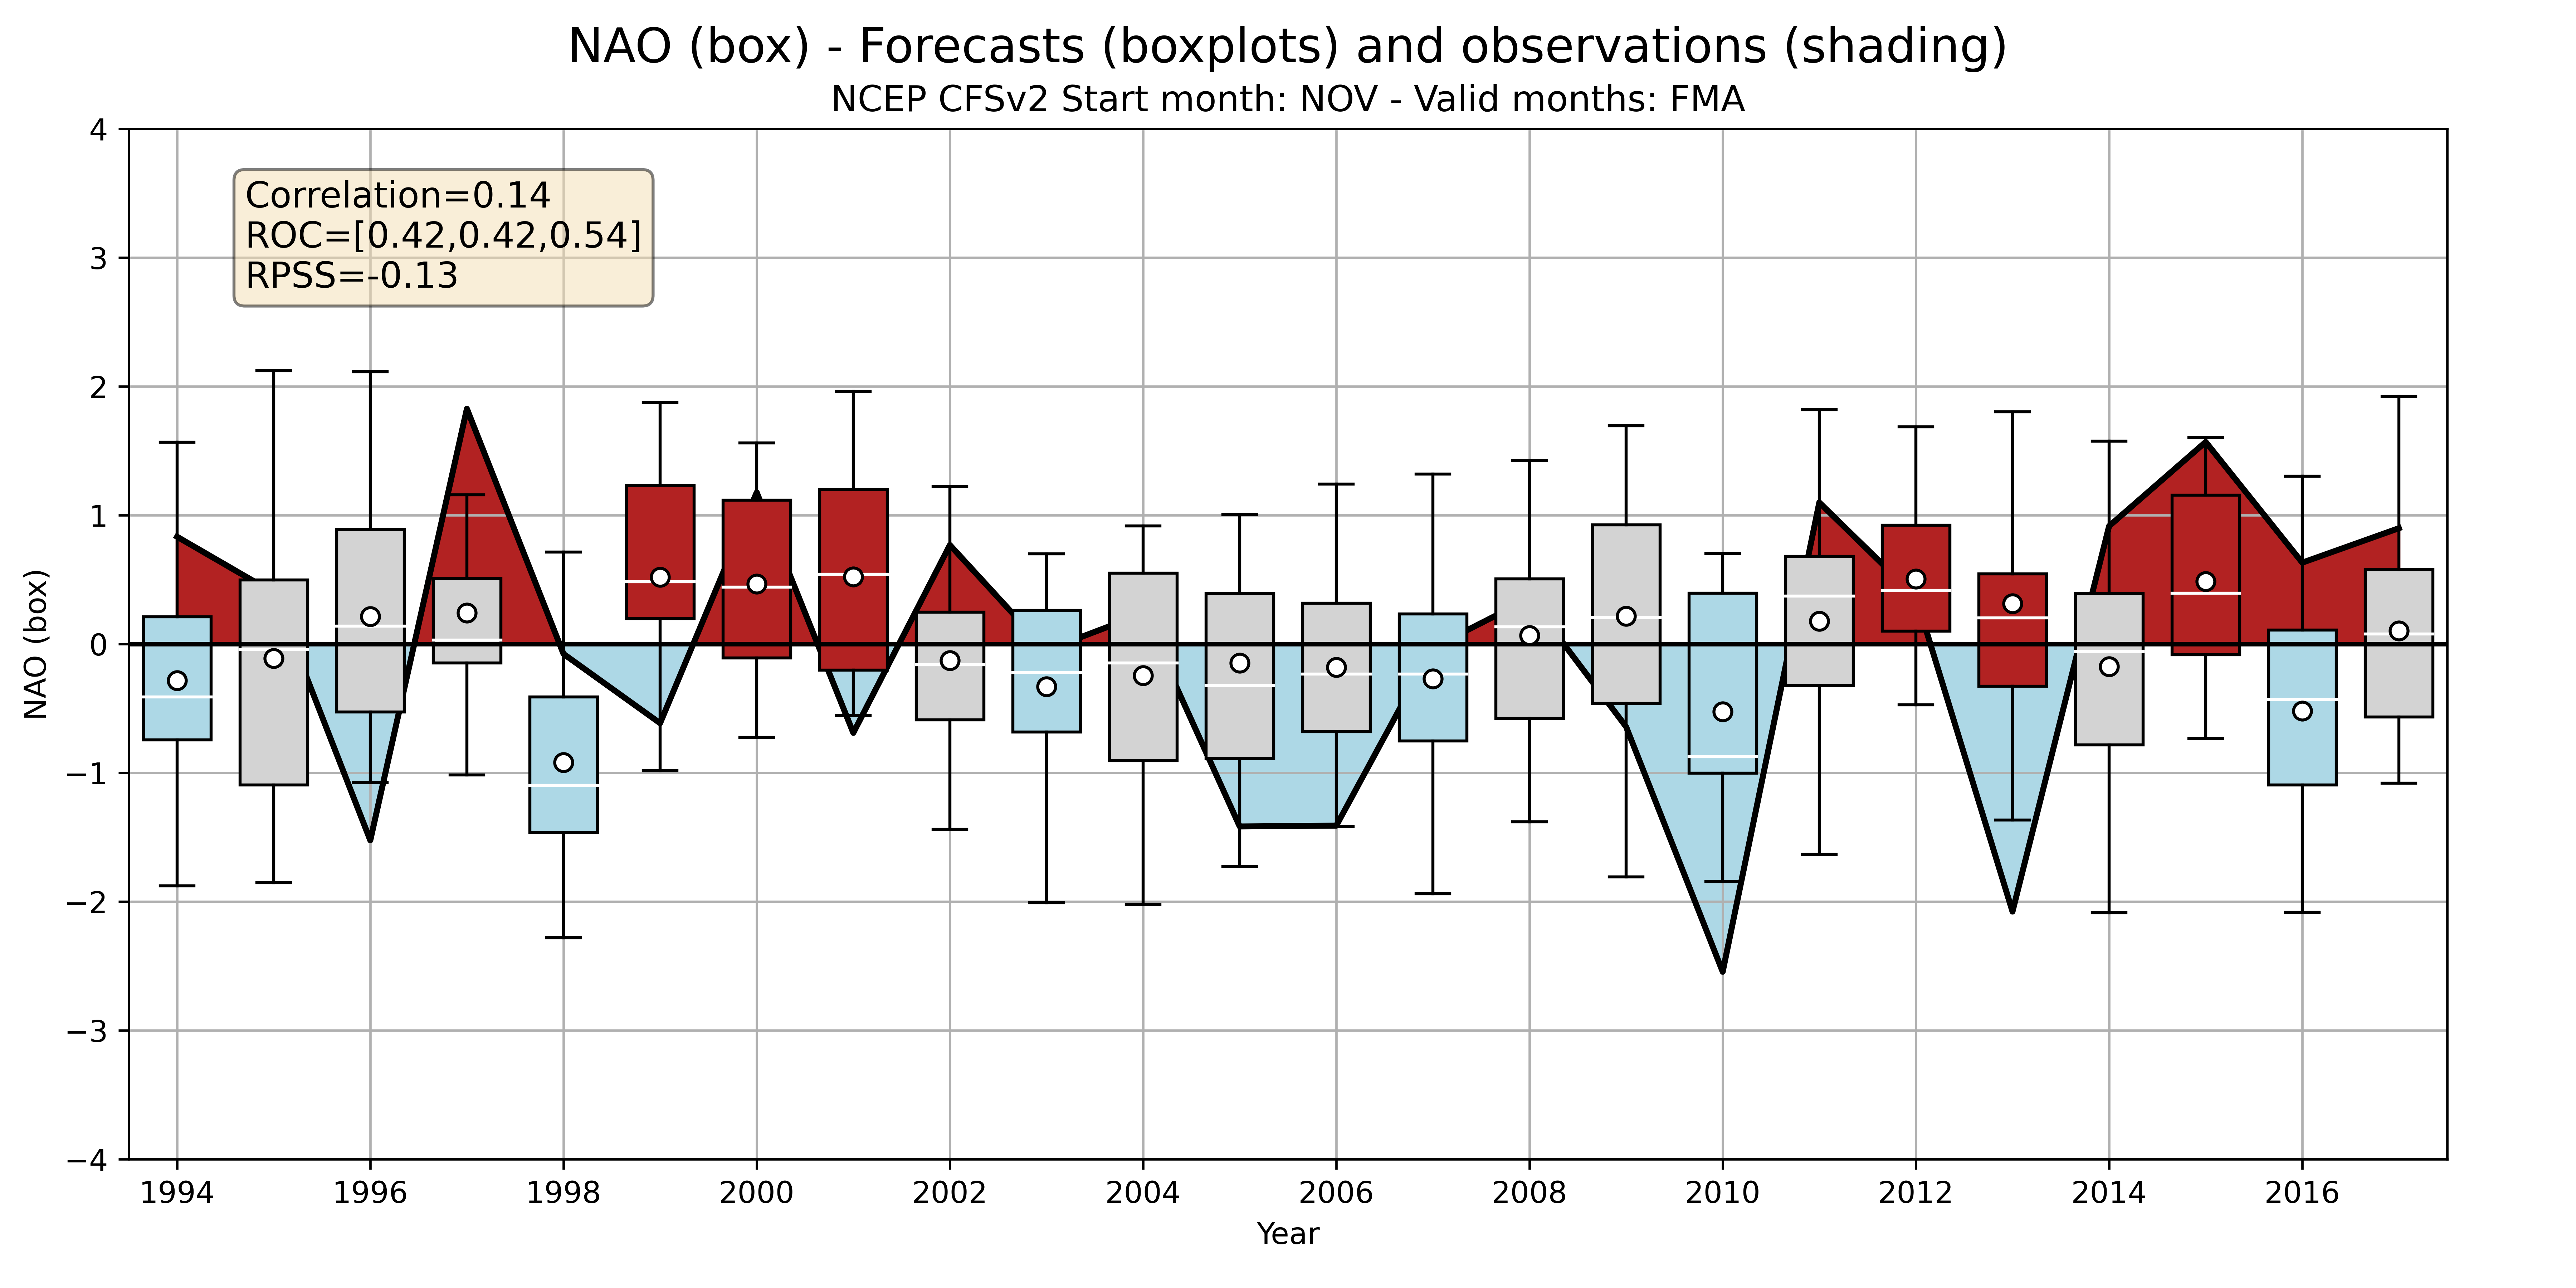 NAO (box) - Forecasts (boxplots) and observations (shading)
NCEP CFSv2 Start month: NOV - Valid months: FMA
Correlation=0.14
ROC=[0.42,0.42,0.54]
RPSS=-0.13
NAO (box)
4
3
2
1
0
−1
−2
−3
−4
1994 1996 1998 2000 2002 2004 2006 2008 2010 2012 2014 2016
Year